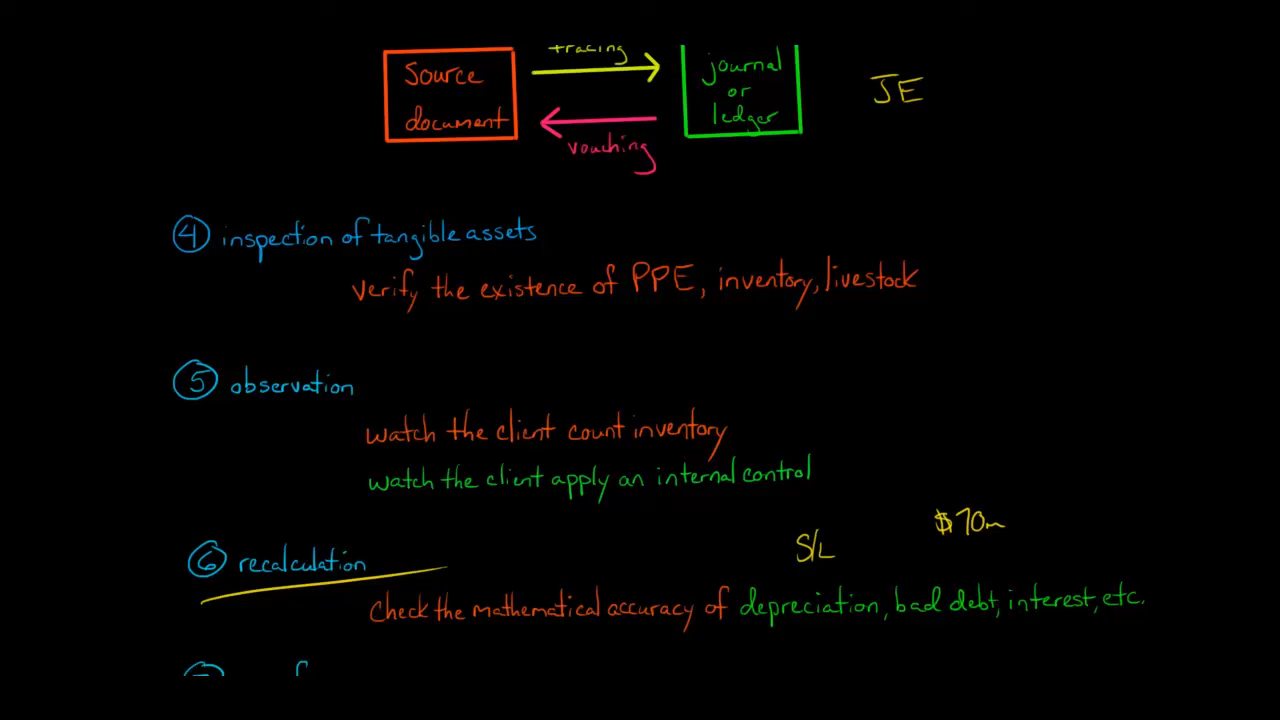 tracing
Source
document
journal
or
ledger
JE
vouching
4 inspection of tangible assets
verify the existence of PPE, inventory, livestock
5 observation
watch the client count inventory
watch the client apply an internal control
$70m
S/L
6 recalculation
check the mathematical accuracy of depreciation, bad debt, interest, etc.